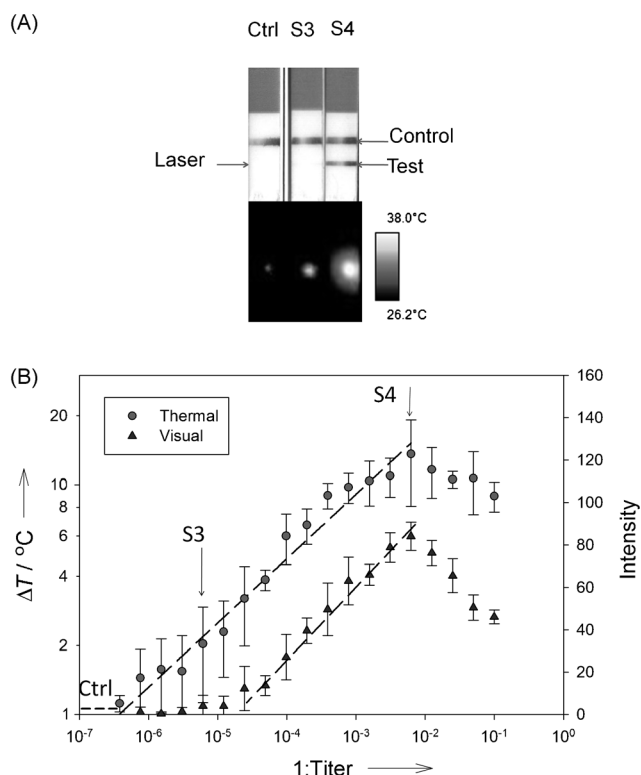 (A)
Ctrl S3 S4
Control
Laser
Test
38.0°C
26.2°C
(B)
Thermal
Visual
S4
S3
Ctrl
20
10
8
6
4
2
1
ΔT / °C
160
140
120
100
80
60
40
20
0
Intensity
10⁻⁷ 10⁻⁶ 10⁻⁵ 10⁻⁴ 10⁻³ 10⁻² 10⁻¹ 10⁰
1:Titer